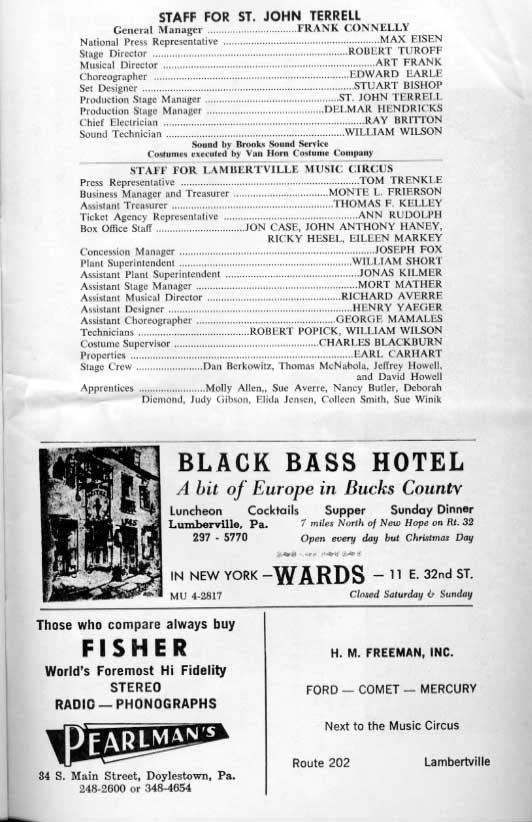 STAFF FOR ST. JOHN TERRELL
General Manager ........................FRANK CONNELLY
National Press Representative .................................MAX EISEN
Stage Director ...............................................ROBERT TUROFF
Musical Director ..................................................ART FRANK
Choreographer ..............................................EDWARD EARLE
Set Designer ..................................................STUART BISHOP
Production Stage Manager ..............................ST. JOHN TERRELL
Production Stage Manager ..........................DELMAR HENDRICKS
Chief Electrician ..............................................RAY BRITTON
Sound Technician ..........................................WILLIAM WILSON
Sound by Brooks Sound Service
Costumes executed by Van Horn Costume Company
STAFF FOR LAMBERTVILLE MUSIC CIRCUS
Press Representative .........................................TOM TRENKLE
Business Manager and Treasurer ......................MONTE L. FRIERSON
Assistant Treasurer ......................................THOMAS F. KELLEY
Ticket Agency Representative ..............................ANN RUDOLPH
Box Office Staff ......................JON CASE, JOHN ANTHONY HANEY,
RICKY HESEL, EILEEN MARKEY
Concession Manager ...........................................JOSEPH FOX
Plant Superintendent ........................................WILLIAM SHORT
Assistant Plant Superintendent ..............................JONAS KILMER
Assistant Stage Manager ....................................MORT MATHER
Assistant Musical Director ..............................RICHARD AVERRE
Assistant Designer ............................................HENRY YAEGER
Assistant Choreographer .................................GEORGE MAMALES
Technicians ..........................ROBERT POPICK, WILLIAM WILSON
Costume Supervisor ...................................CHARLES BLACKBURN
Properties .....................................................EARL CARHART
Stage Crew ................Dan Berkowitz, Thomas McNabola, Jeffrey Howell,
and David Howell
Apprentices ................Molly Allen,, Sue Averre, Nancy Butler, Deborah
Diemond, Judy Gibson, Elida Jensen, Colleen Smith, Sue Winik
1745
BLACK BASS HOTEL
A bit of Europe in Bucks County
Luncheon Cocktails Supper Sunday Dinner
Lumberville, Pa. 7 miles North of New Hope on Rt. 32
297 - 5770 Open every day but Christmas Day
IN NEW YORK – WARDS – 11 E. 32nd ST.
MU 4-2817 Closed Saturday & Sunday
Those who compare always buy
FISHER
World's Foremost Hi Fidelity
STEREO
RADIO — PHONOGRAPHS
PEARLMAN'S
34 S. Main Street, Doylestown, Pa.
248-2600 or 348-4654
H. M. FREEMAN, INC.
FORD — COMET — MERCURY
Next to the Music Circus
Route 202 Lambertville